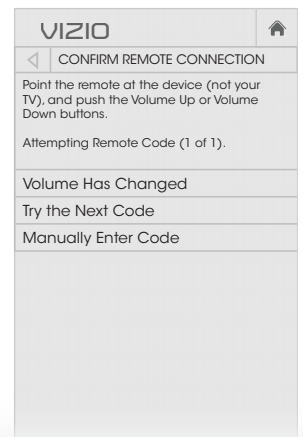 VIZIO
CONFIRM REMOTE CONNECTION
Point the remote at the device (not your
TV), and push the Volume Up or Volume
Down buttons.
Attempting Remote Code (1 of 1).
Volume Has Changed
Try the Next Code
Manually Enter Code